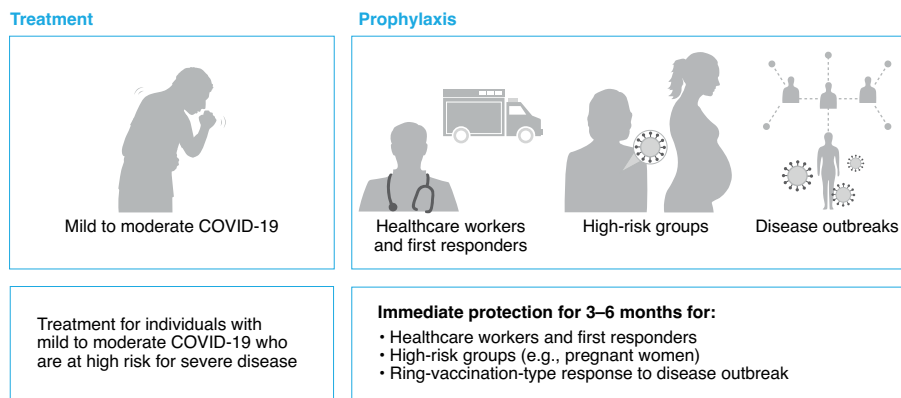 Treatment
Prophylaxis
Mild to moderate COVID-19
Healthcare workers
and first responders
High-risk groups
Disease outbreaks
Treatment for individuals with
mild to moderate COVID-19 who
are at high risk for severe disease
Immediate protection for 3–6 months for:
• Healthcare workers and first responders
• High-risk groups (e.g., pregnant women)
• Ring-vaccination-type response to disease outbreak